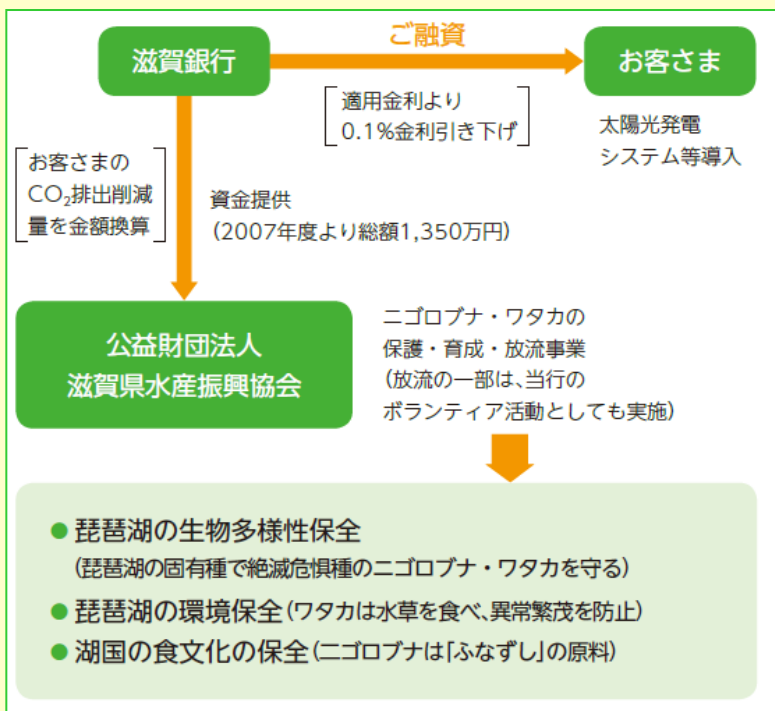 滋賀銀行
ご融資
お客さま
適用金利より
0.1%金利引き下げ
太陽光発電
システム等導入
お客さまの
CO₂排出削減
量を金額換算
資金提供
(2007年度より総額1,350万円)
公益財団法人
滋賀県水産振興協会
ニゴロブナ・ワタカの
保護・育成・放流事業
(放流の一部は、当行の
ボランティア活動としても実施)
● 琵琶湖の生物多様性保全
(琵琶湖の固有種で絶滅危惧種のニゴロブナ・ワタカを守る)
● 琵琶湖の環境保全(ワタカは水草を食べ、異常繁茂を防止)
● 湖国の食文化の保全(ニゴロブナは「ふなずし」の原料)